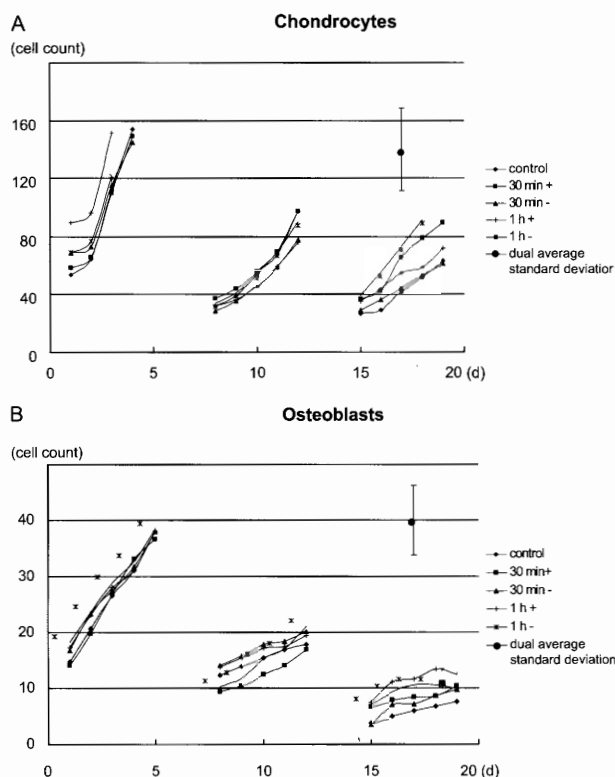 A
Chondrocytes
(cell count)
160
120
80
40
0
0
5
10
15
20 (d)
control
30 min +
30 min -
1 h +
1 h -
dual average
standard deviatior
B
Osteoblasts
(cell count)
50
40
30
20
10
0
0
5
10
15
20 (d)
control
30 min+
30 min -
1 h +
1 h -
dual average
standard deviation